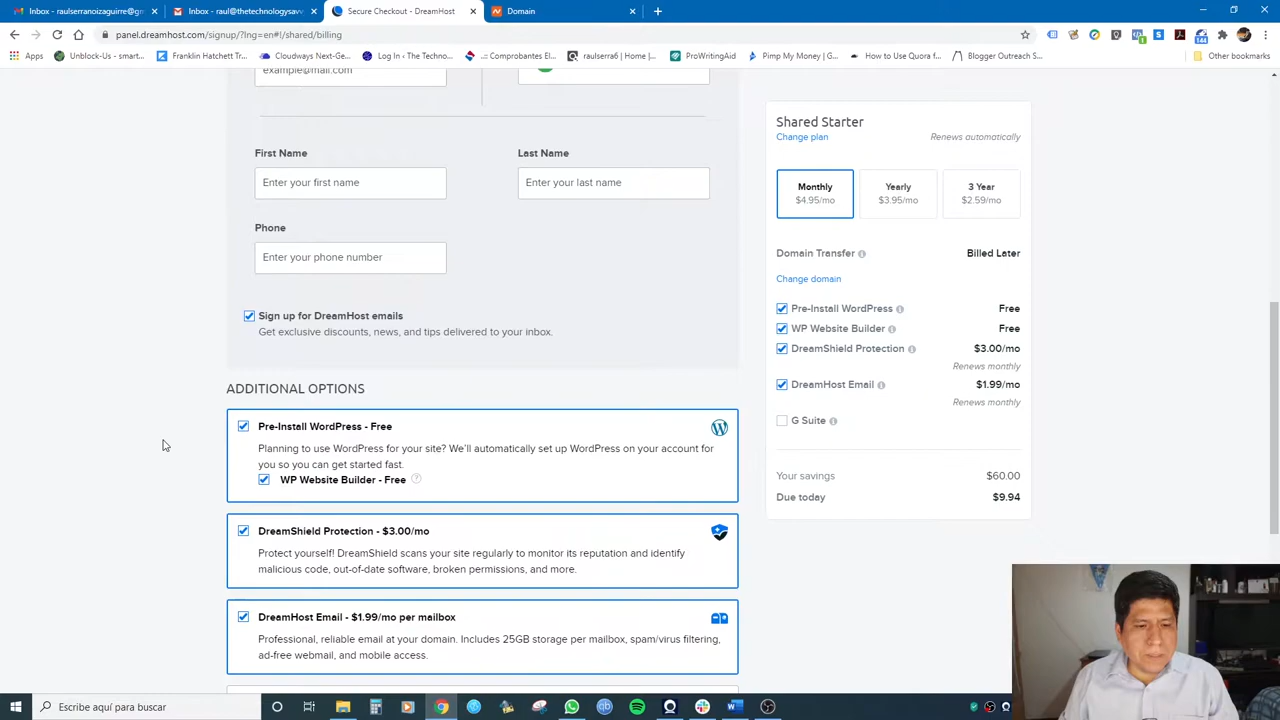 Inbox - raulserranoizaguirre@gm
Inbox - raul@thetechnologysavv
Secure Checkout - DreamHost
Domain
panel.dreamhost.com/signup/?lng=en#!/shared/billing
144
Apps
Unblock-Us - smart...
Franklin Hatchett Tr...
Cloudways Next-Ge...
Log In ‹ The Techno...
.:: Comprobantes El...
raulserra6 | Home |...
ProWritingAid
Pimp My Money | G...
How to Use Quora f...
Blogger Outreach S...
Other bookmarks
example@mail.com
First Name
Last Name
Enter your first name
Enter your last name
Phone
Enter your phone number
Sign up for DreamHost emails
Get exclusive discounts, news, and tips delivered to your inbox.
ADDITIONAL OPTIONS
Pre-Install WordPress - Free
Planning to use WordPress for your site? We'll automatically set up WordPress on your account for
you so you can get started fast.
WP Website Builder - Free
DreamShield Protection - $3.00/mo
Protect yourself! DreamShield scans your site regularly to monitor its reputation and identify
malicious code, out-of-date software, broken permissions, and more.
DreamHost Email - $1.99/mo per mailbox
Professional, reliable email at your domain. Includes 25GB storage per mailbox, spam/virus filtering,
ad-free webmail, and mobile access.
Shared Starter
Change plan
Renews automatically
Monthly
$4.95/mo
Yearly
$3.95/mo
3 Year
$2.59/mo
Domain Transfer
Billed Later
Change domain
Pre-Install WordPress
Free
WP Website Builder
Free
DreamShield Protection
$3.00/mo
Renews monthly
DreamHost Email
$1.99/mo
Renews monthly
G Suite
Your savings
$60.00
Due today
$9.94
Escribe aquí para buscar